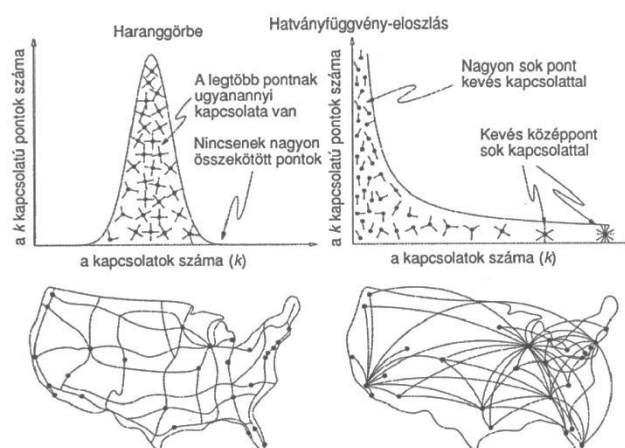 Haranggörbe
a k kapcsolatú pontok száma
A legtöbb pontnak
ugyanannyi
kapcsolata van
Nincsenek nagyon
összekötött pontok
a kapcsolatok száma (k)
Hatványfüggvény-eloszlás
a k kapcsolatú pontok száma
Nagyon sok pont
kevés kapcsolattal
Kevés középpont
sok kapcsolattal
a kapcsolatok száma (k)